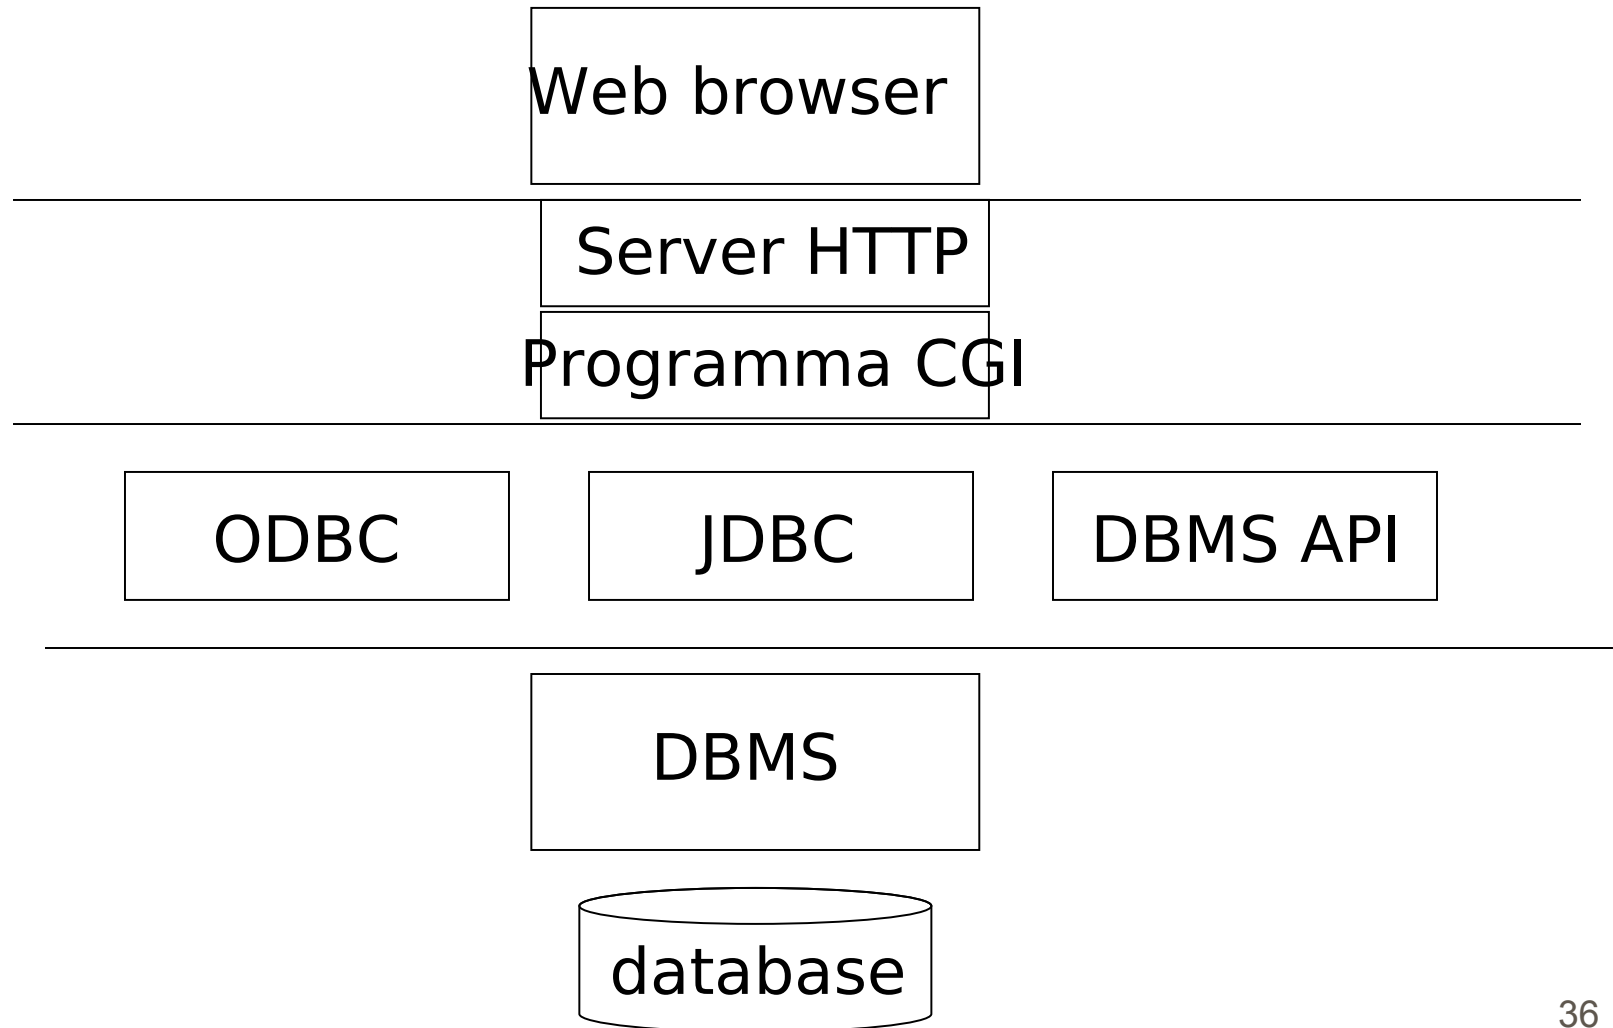 Web browser
Server HTTP
Programma CGI
ODBC JDBC DBMS API
DBMS
database
36